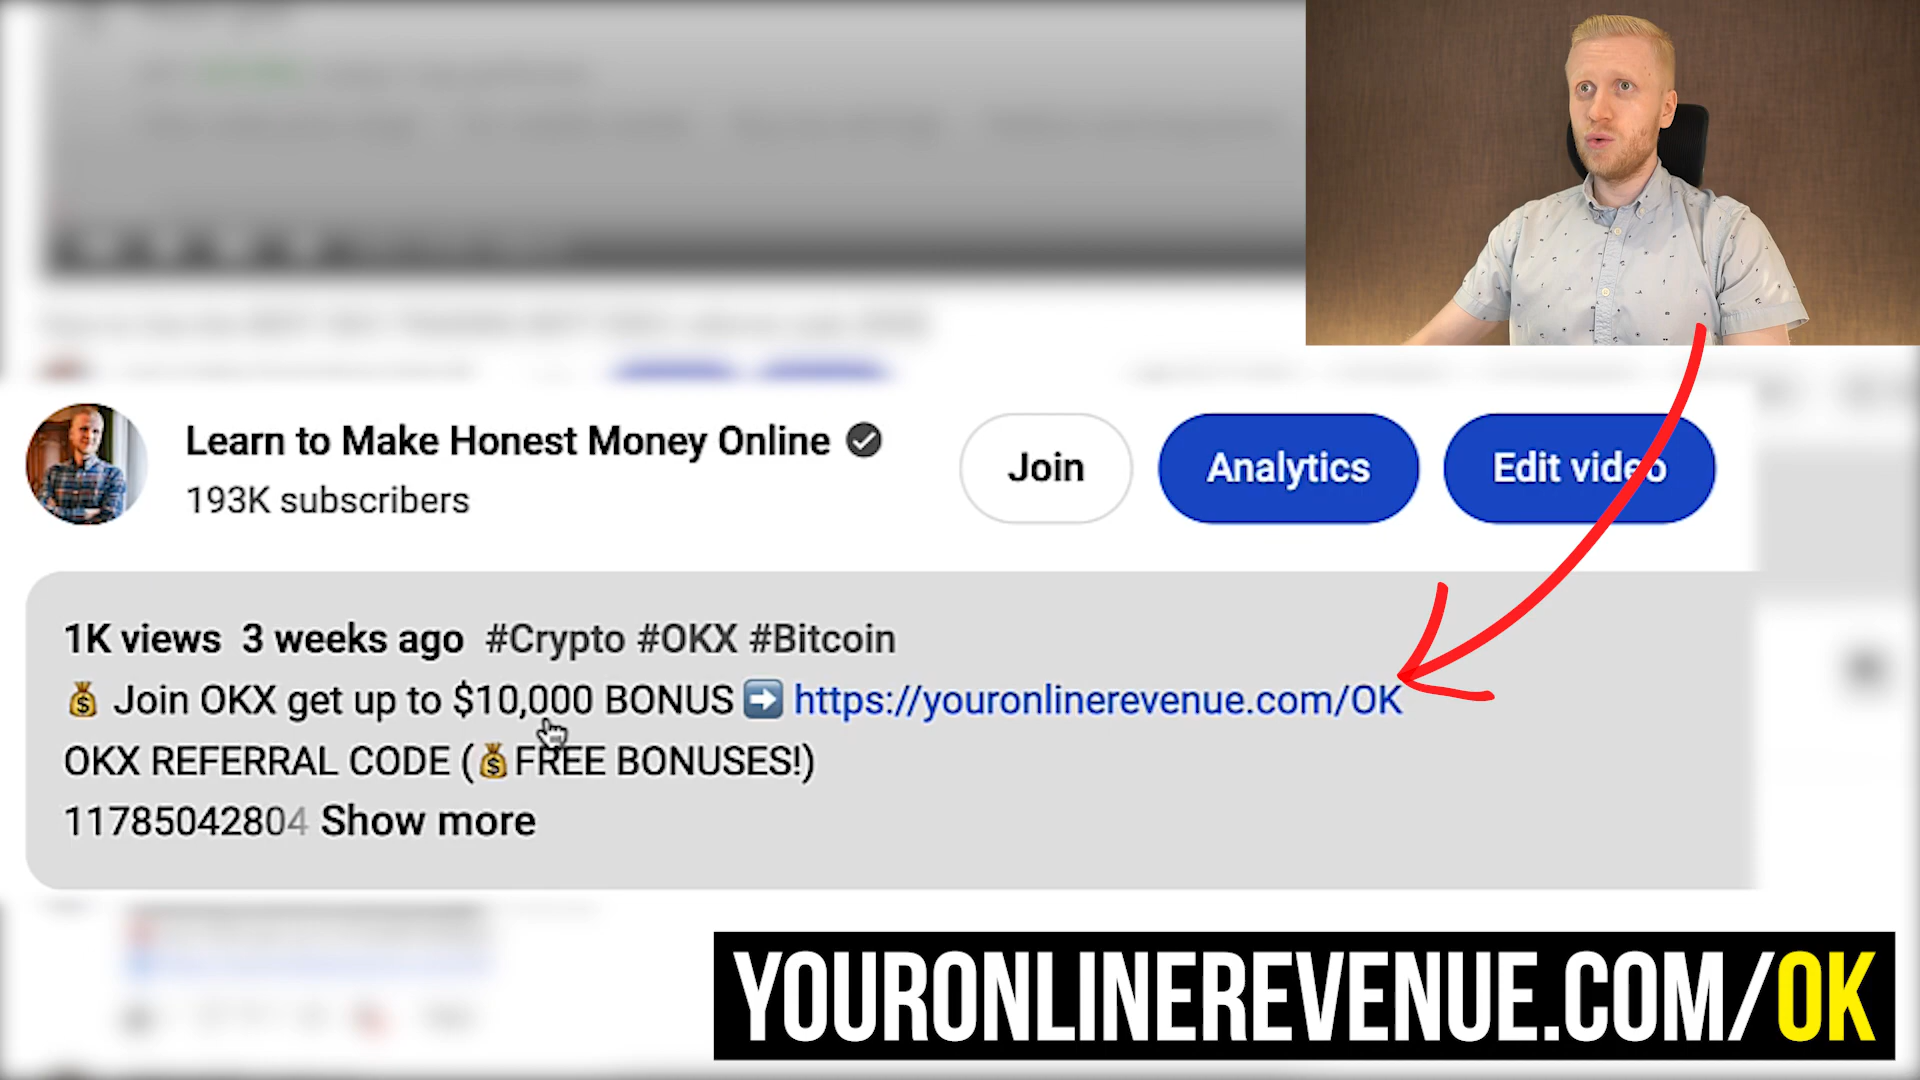 Learn to Make Honest Money Online
193K subscribers
Join
Analytics
Edit video
1K views 3 weeks ago #Crypto #OKX #Bitcoin
💰 Join OKX get up to $10,000 BONUS ➡️ https://youronlinerevenue.com/OK
OKX REFERRAL CODE (💰FREE BONUSES!)
11785042804 Show more
YOURONLINEREVENUE.COM/OK